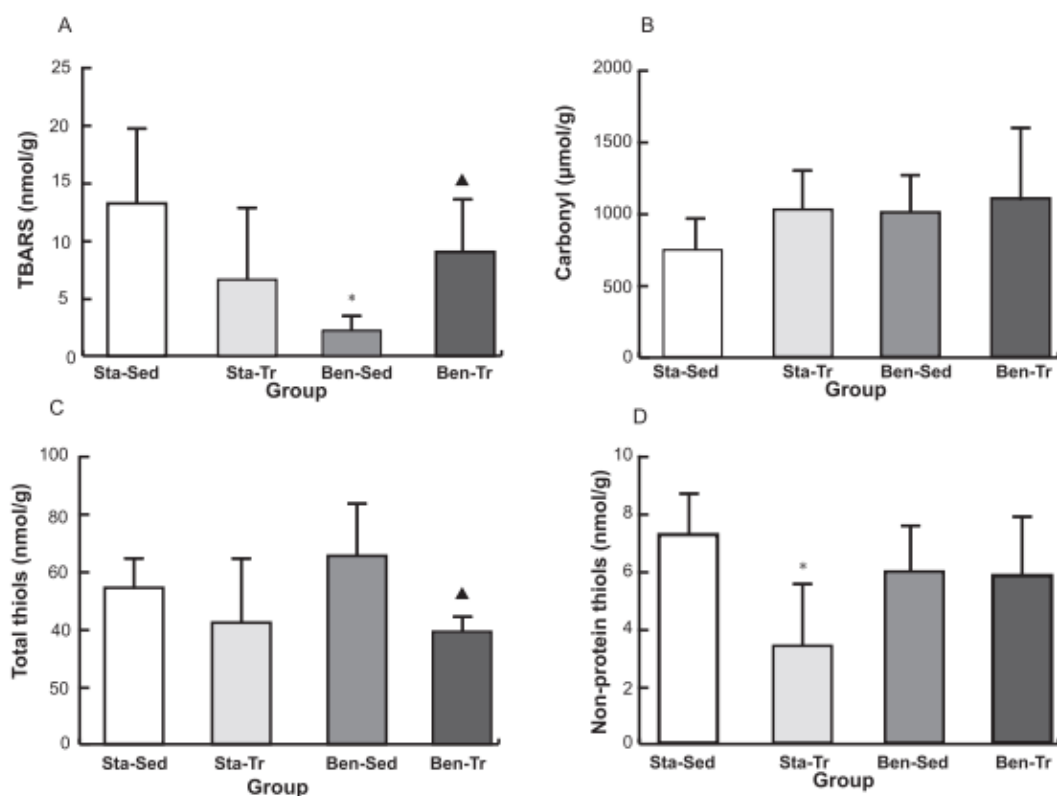 A
TBARS (nmol/g)
25
20
15
10
5
0
▲
*
Sta-Sed Sta-Tr Ben-Sed Ben-Tr
Group
B
Carbonyl (µmol/g)
2000
1500
1000
500
0
Sta-Sed Sta-Tr Ben-Sed Ben-Tr
Group
C
Total thiols (nmol/g)
100
80
60
40
50
0
▲
Sta-Sed Sta-Tr Ben-Sed Ben-Tr
Group
D
Non-protein thiols (nmol/g)
10
8
6
4
2
0
*
Sta-Sed Sta-Tr Ben-Sed Ben-Tr
Group